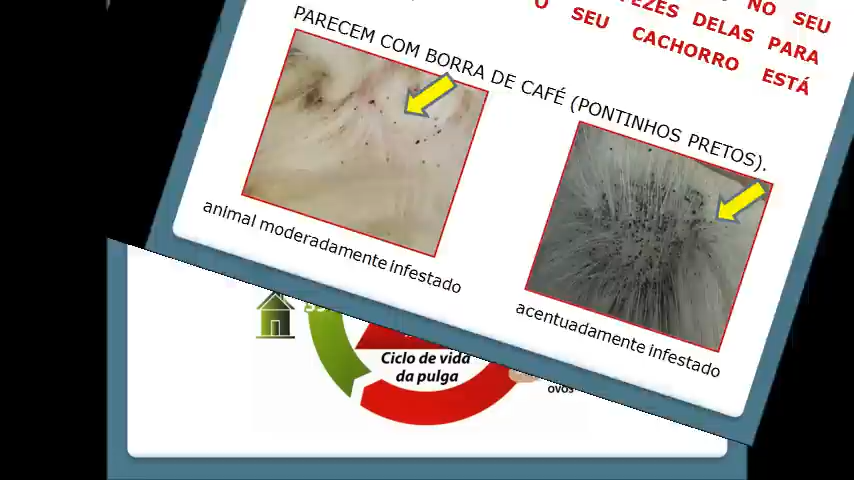 NO SEU
FEZES DELAS PARA
O SEU CACHORRO ESTÁ
PARECEM COM BORRA DE CAFÉ (PONTINHOS PRETOS).
animal moderadamente infestado
acentuadamente infestado
Ciclo de vida
da pulga
ovos